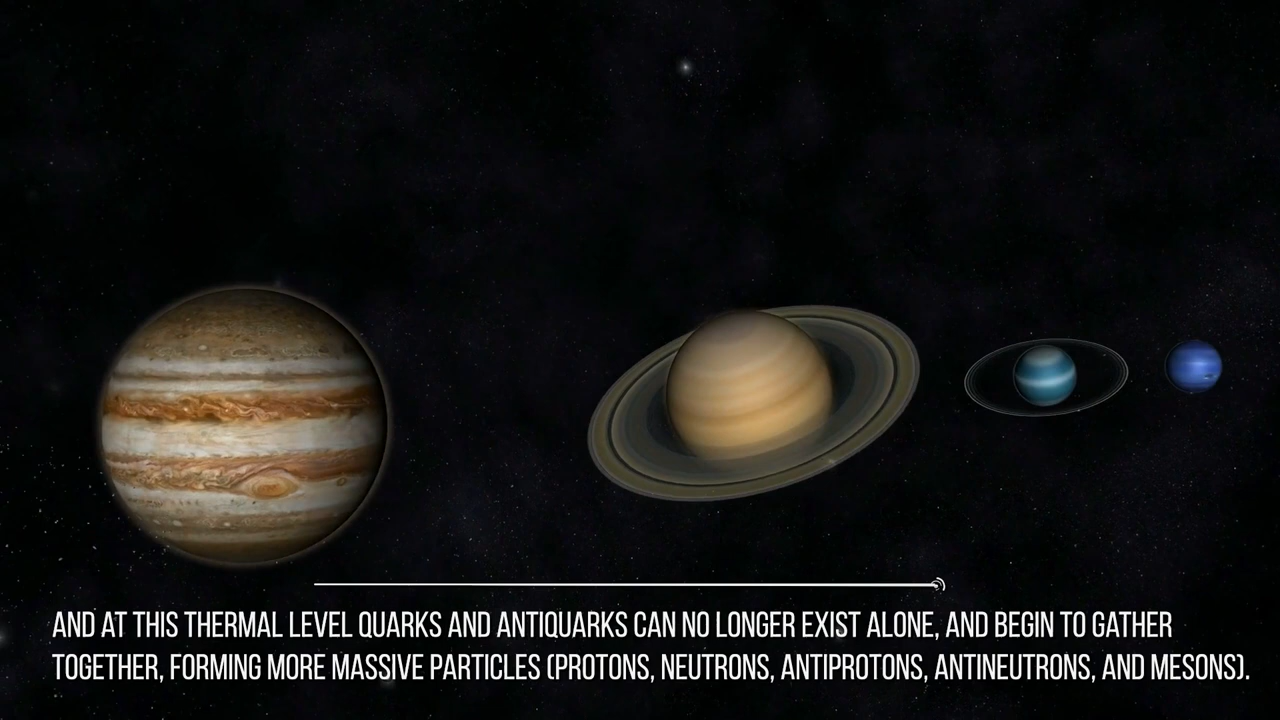 AND AT THIS THERMAL LEVEL QUARKS AND ANTIQUARKS CAN NO LONGER EXIST ALONE, AND BEGIN TO GATHER
TOGETHER, FORMING MORE MASSIVE PARTICLES (PROTONS, NEUTRONS, ANTIPROTONS, ANTINEUTRONS, AND MESONS).